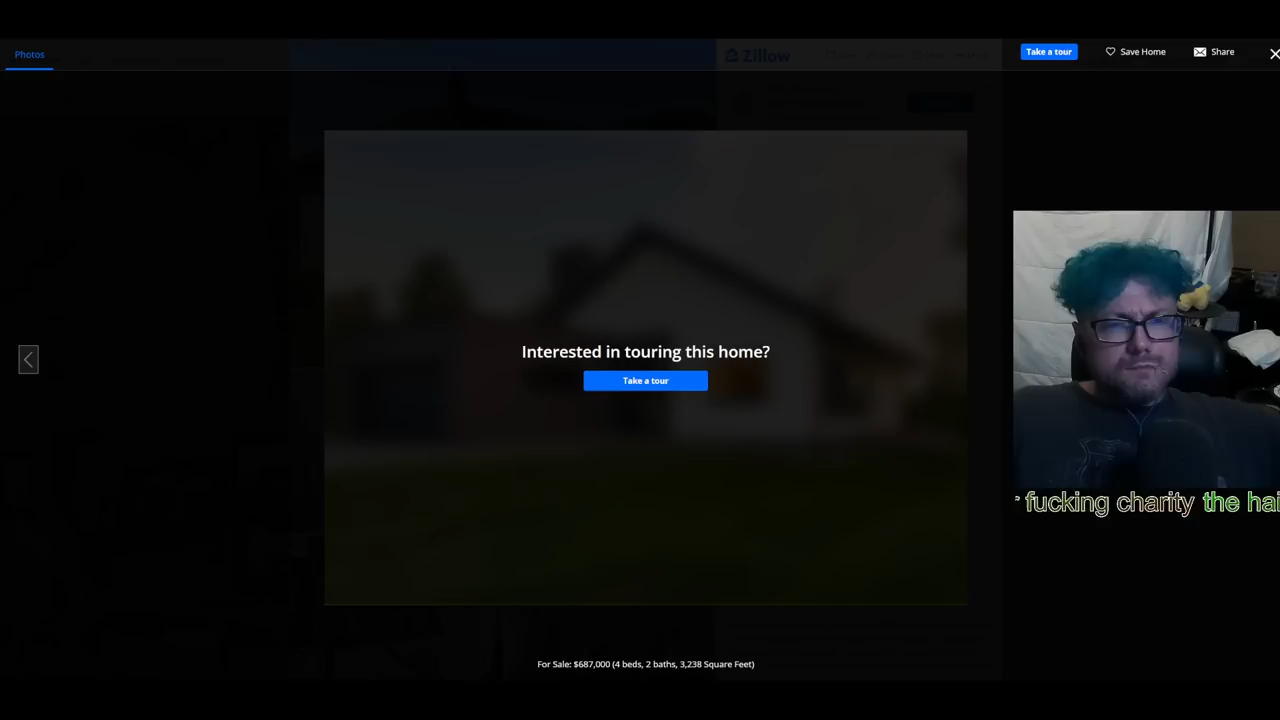 Photos
Zillow
Take a tour
Save Home
Share
Interested in touring this home?
Take a tour
fucking charity the hai
For Sale: $687,000 (4 beds, 2 baths, 3,238 Square Feet)